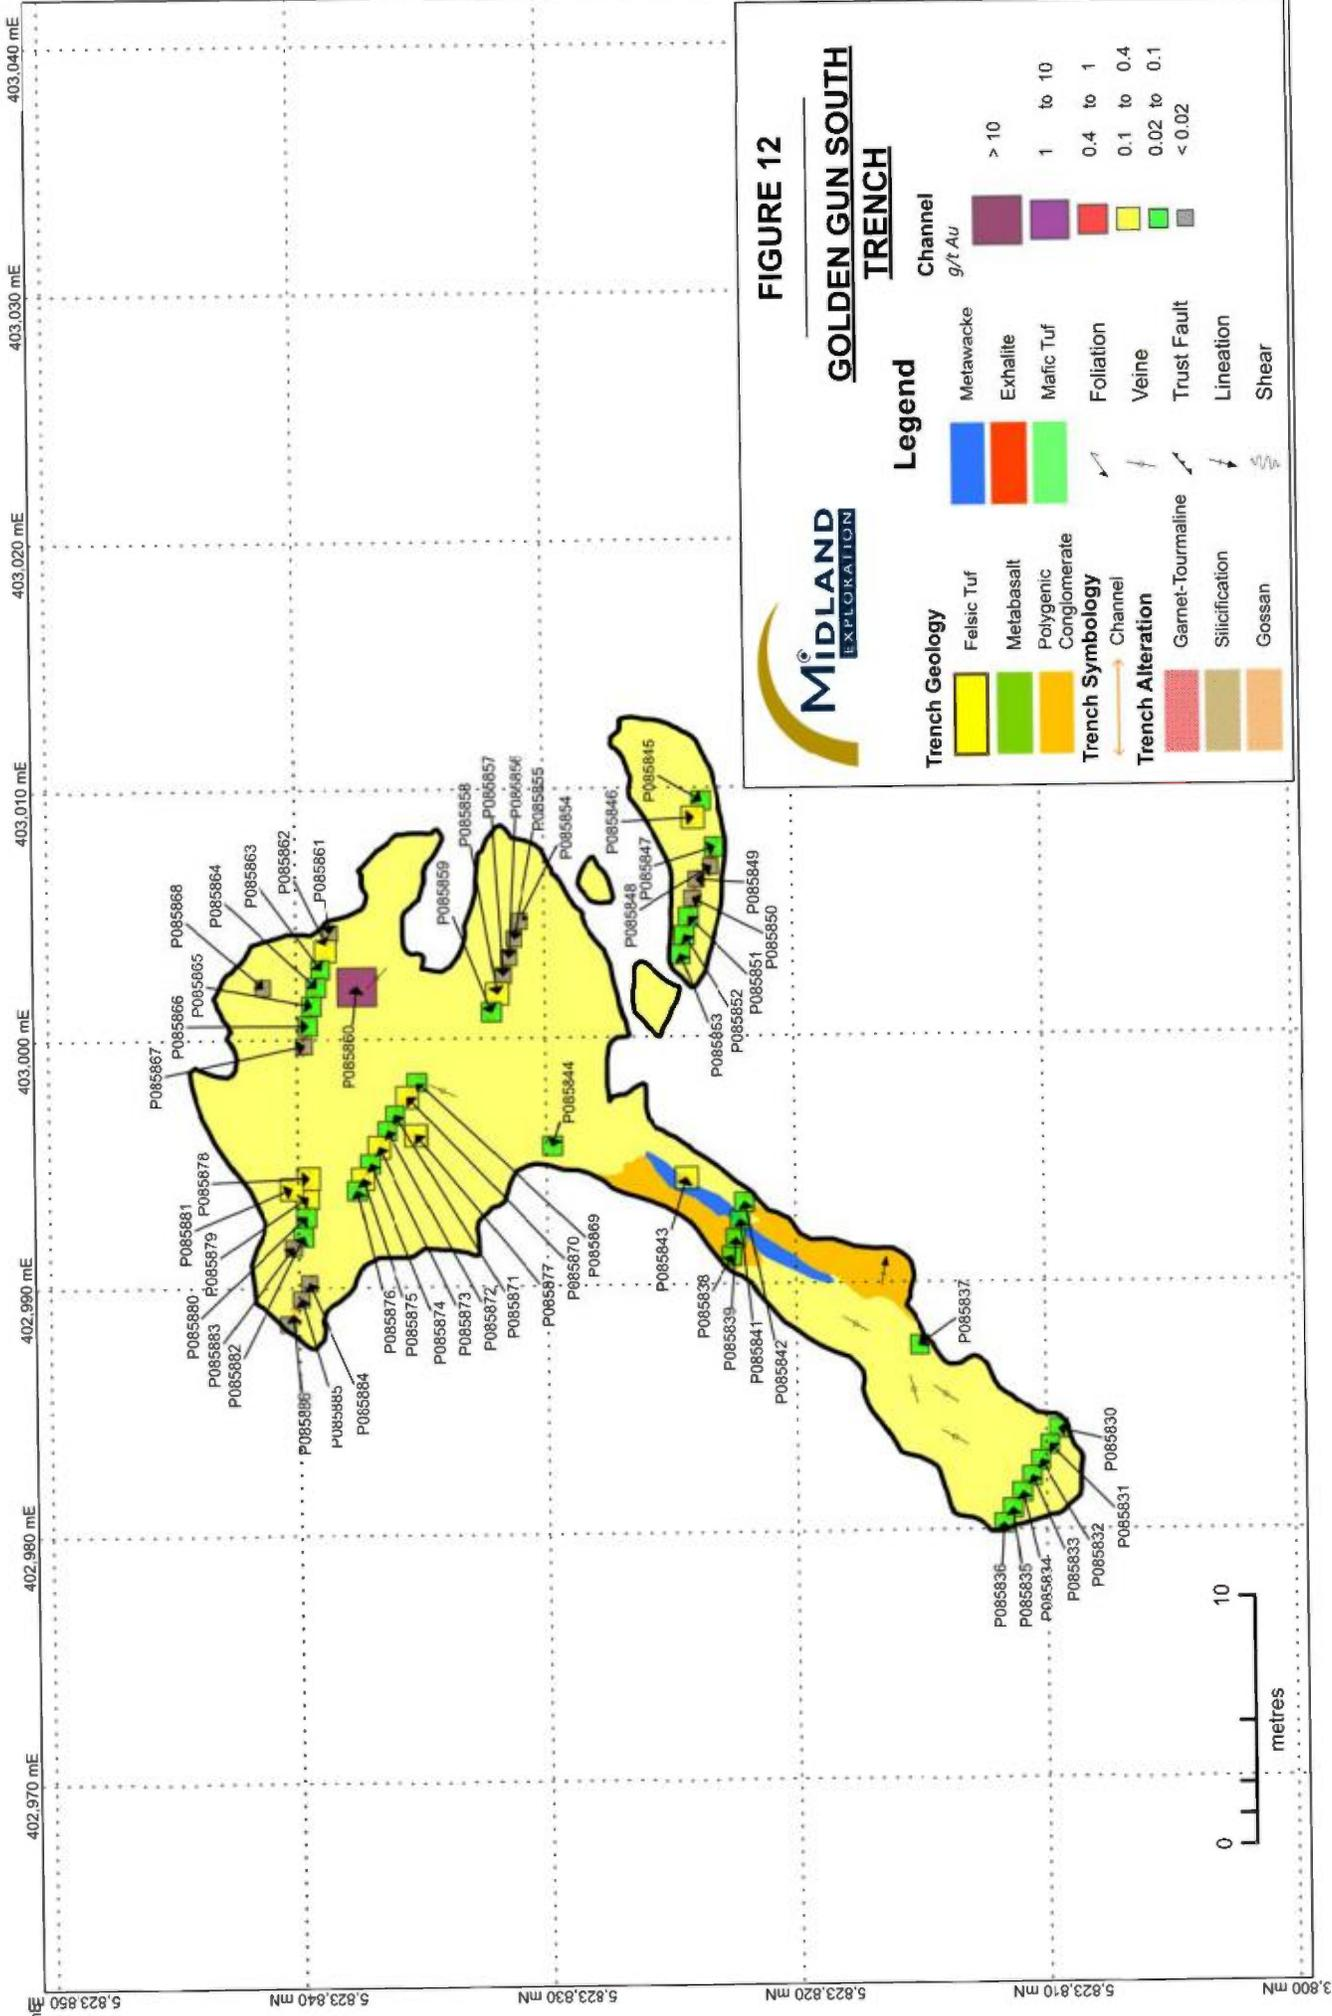 FIGURE 12
GOLDEN GUN SOUTH
TRENCH
MIDLAND
EXPLORATION
Legend
Trench Geology
Felsic Tuf
Metabasalt
Polygenic
Conglomerate
Metawacke
Exhalite
Mafic Tuf
Trench Symbology
Channel
Foliation
Veine
Trust Fault
Lineation
Shear
Trench Alteration
Garnet-Tourmaline
Silicification
Gossan
Channel
g/t Au
> 10
1 to 10
0.4 to 1
0.1 to 0.4
0.02 to 0.1
< 0.02
402,970 mE
402,980 mE
402,990 mE
403,000 mE
403,010 mE
403,020 mE
403,030 mE
403,040 mE
mE
5,823,850
5,823,840 mN
5,823,830 mN
5,823,820 mN
5,823,810 mN
3,800 mN
P085868
P085864
P085863
P085862
P085861
P085865
P085866
P085867
P085860
P085859
P085858
P085857
P085856
P085855
P085854
P085846
P085845
P085848
P085847
P085849
P085850
P085851
P085852
P085853
P085844
P085878
P085881
P085879
P085880
P085883
P085882
P085886
P085885
P085884
P085876
P085875
P085874
P085873
P085872
P085871
P085877
P085870
P085869
P085843
P085838
P085839
P085841
P085842
P085837
P085836
P085835
P085834
P085833
P085832
P085831
P085830
0
10
metres